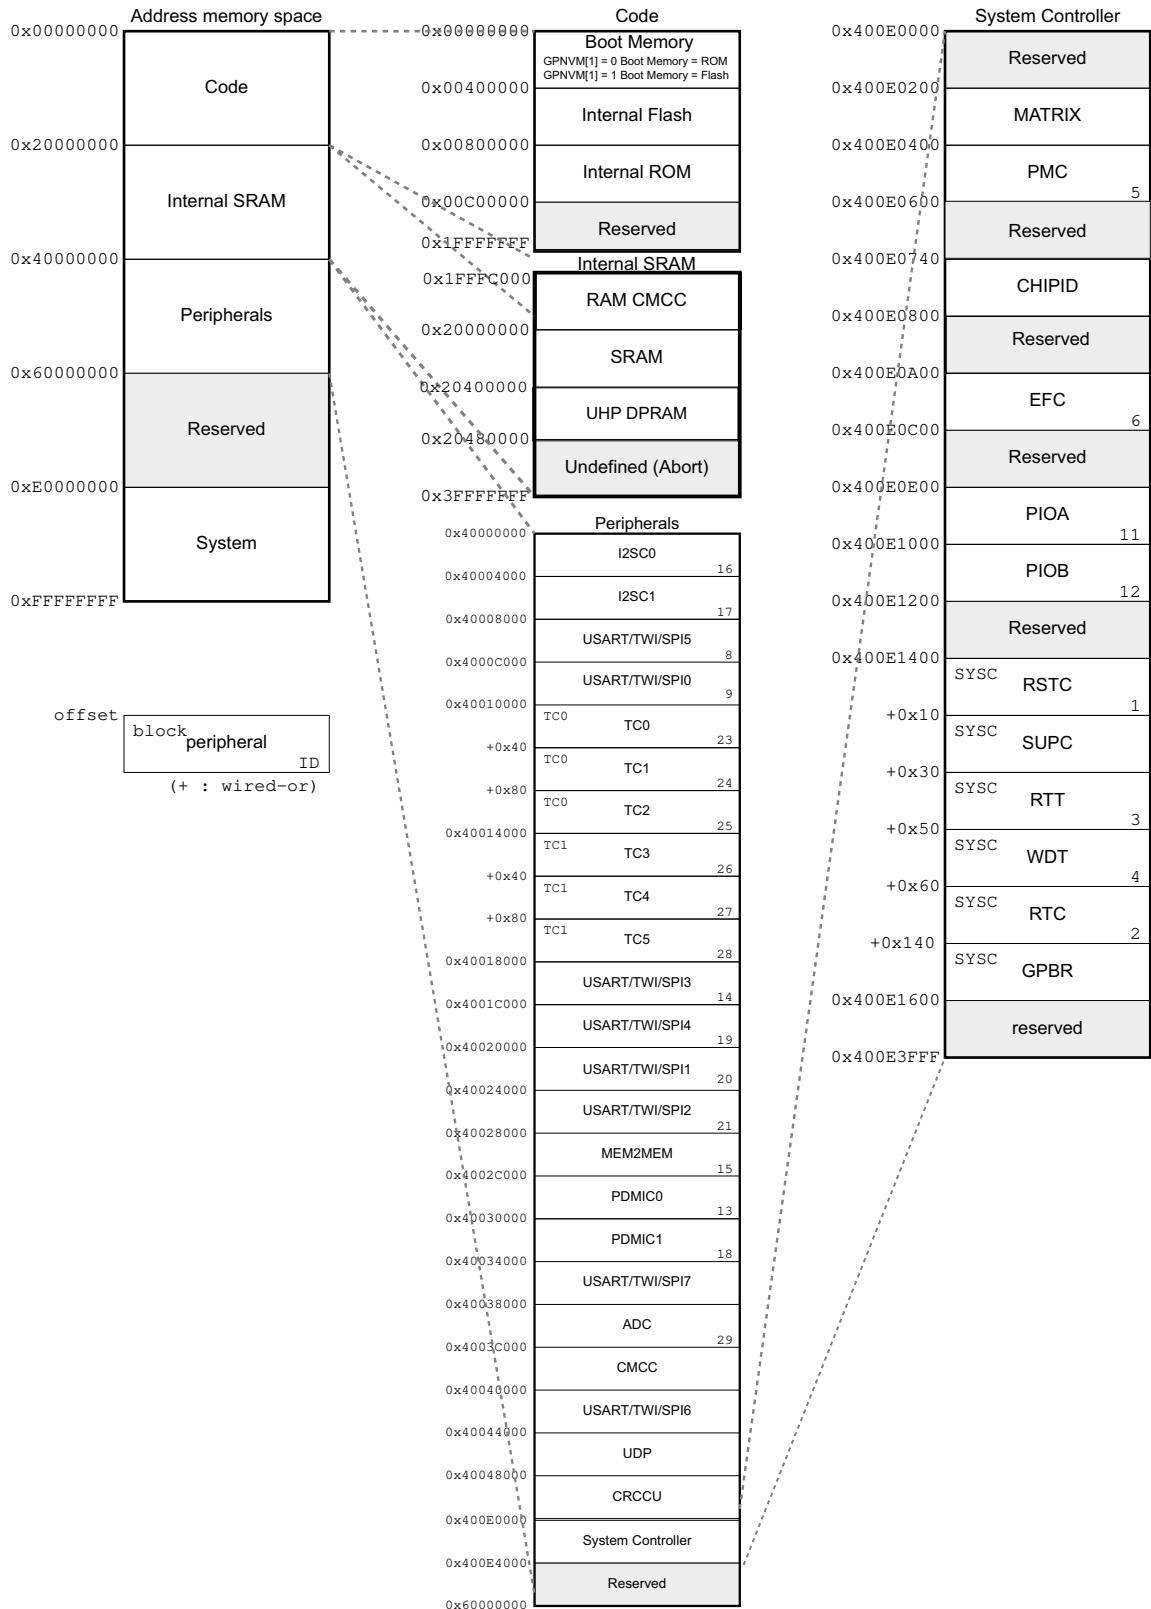 Address memory space
0x00000000
Code
0x20000000
Internal SRAM
0x40000000
Peripherals
0x60000000
Reserved
0xE0000000
System
0xFFFFFFFF
offset
block
peripheral
ID
(+ : wired-or)
Code
0x00000000
Boot Memory
GPNVM[1] = 0 Boot Memory = ROM
GPNVM[1] = 1 Boot Memory = Flash
0x00400000
Internal Flash
0x00800000
Internal ROM
0x00C00000
Reserved
0x1FFFFFFF
Internal SRAM
0x1FFFC000
RAM CMCC
0x20000000
SRAM
0x20400000
UHP DPRAM
0x20480000
Undefined (Abort)
0x3FFFFFFF
Peripherals
0x40000000
I2SC0
16
0x40004000
I2SC1
17
0x40008000
USART/TWI/SPI5
8
0x4000C000
USART/TWI/SPI0
9
0x40010000
TC0
TC0
23
+0x40
TC0
TC1
24
+0x80
TC0
TC2
25
0x40014000
TC1
TC3
26
+0x40
TC1
TC4
27
+0x80
TC1
TC5
28
0x40018000
USART/TWI/SPI3
14
0x4001C000
USART/TWI/SPI4
19
0x40020000
USART/TWI/SPI1
20
0x40024000
USART/TWI/SPI2
21
0x40028000
MEM2MEM
15
0x4002C000
PDMIC0
13
0x40030000
PDMIC1
18
0x40034000
USART/TWI/SPI7
0x40038000
ADC
29
0x4003C000
CMCC
0x40040000
USART/TWI/SPI6
0x40044000
UDP
0x40048000
CRCCU
0x400E0000
System Controller
0x400E4000
Reserved
0x60000000
System Controller
0x400E0000
Reserved
0x400E0200
MATRIX
0x400E0400
PMC
5
0x400E0600
Reserved
0x400E0740
CHIPID
0x400E0800
Reserved
0x400E0A00
EFC
6
0x400E0C00
Reserved
0x400E0E00
PIOA
11
0x400E1000
PIOB
12
0x400E1200
Reserved
0x400E1400
SYSC
RSTC
1
+0x10
SYSC
SUPC
+0x30
SYSC
RTT
3
+0x50
SYSC
WDT
4
+0x60
SYSC
RTC
2
+0x140
SYSC
GPBR
0x400E1600
reserved
0x400E3FFF